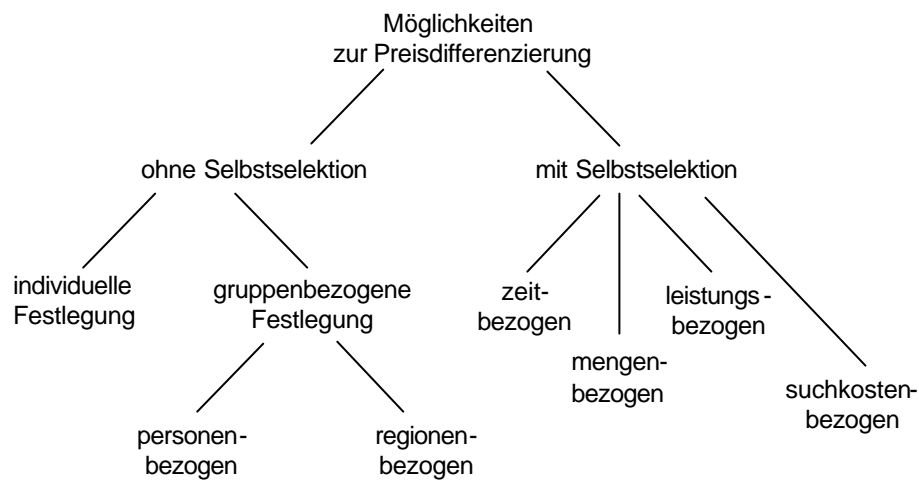 Möglichkeiten
zur Preisdifferenzierung
ohne Selbstselektion
mit Selbstselektion
individuelle
Festlegung
gruppenbezogene
Festlegung
zeit-
bezogen
leistungs-
bezogen
mengen-
bezogen
suchkosten-
bezogen
personen-
bezogen
regionen-
bezogen